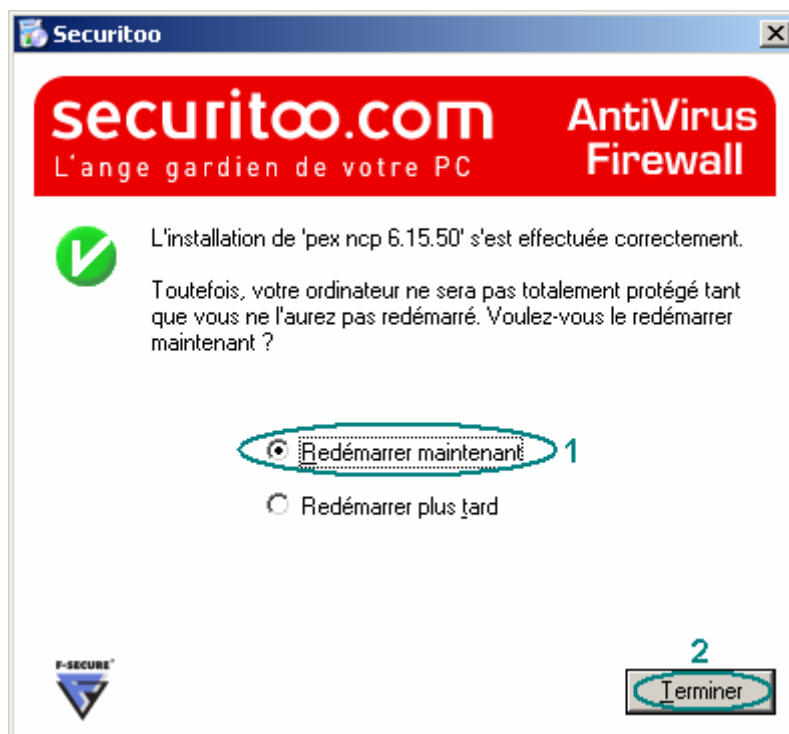 Securitoo
securitoo.com
L'ange gardien de votre PC
AntiVirus
Firewall
L'installation de 'pex ncp 6.15.50' s'est effectuée correctement.
Toutefois, votre ordinateur ne sera pas totalement protégé tant
que vous ne l'aurez pas redémarré. Voulez-vous le redémarrer
maintenant ?
Redémarrer maintenant
1
Redémarrer plus tard
F-SECURE
2
Terminer